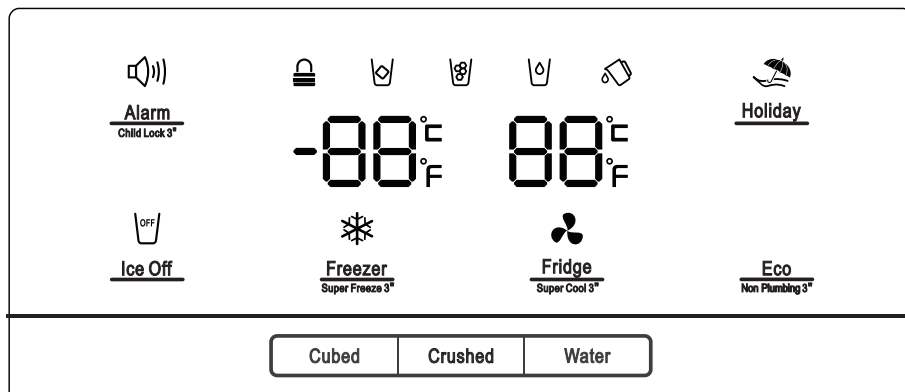 Alarm
Child Lock 3"
-88 °C °F
88 °C °F
Holiday
OFF
Ice Off
Freezer
Super Freeze 3"
Fridge
Super Cool 3"
Eco
Non Plumbing 3"
Cubed
Crushed
Water